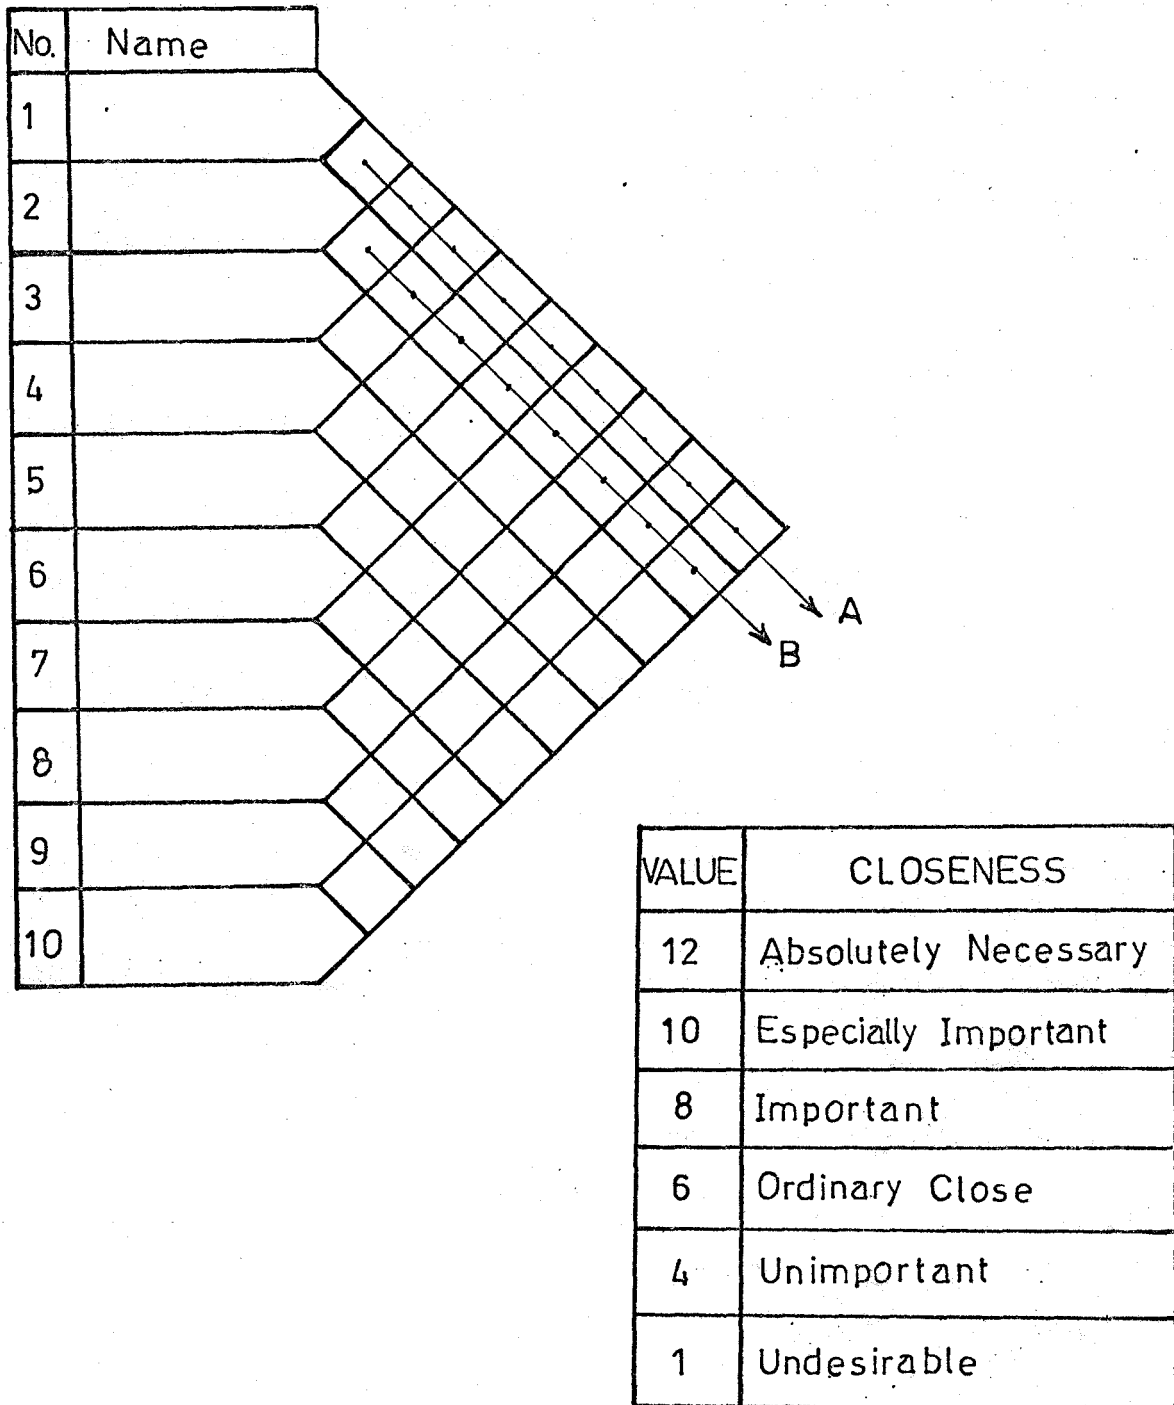 No. Name
1
2
3
4
5
6
7
8
9
10
A
B
VALUE CLOSENESS
12 Absolutely Necessary
10 Especially Important
8 Important
6 Ordinary Close
4 Unimportant
1 Undesirable